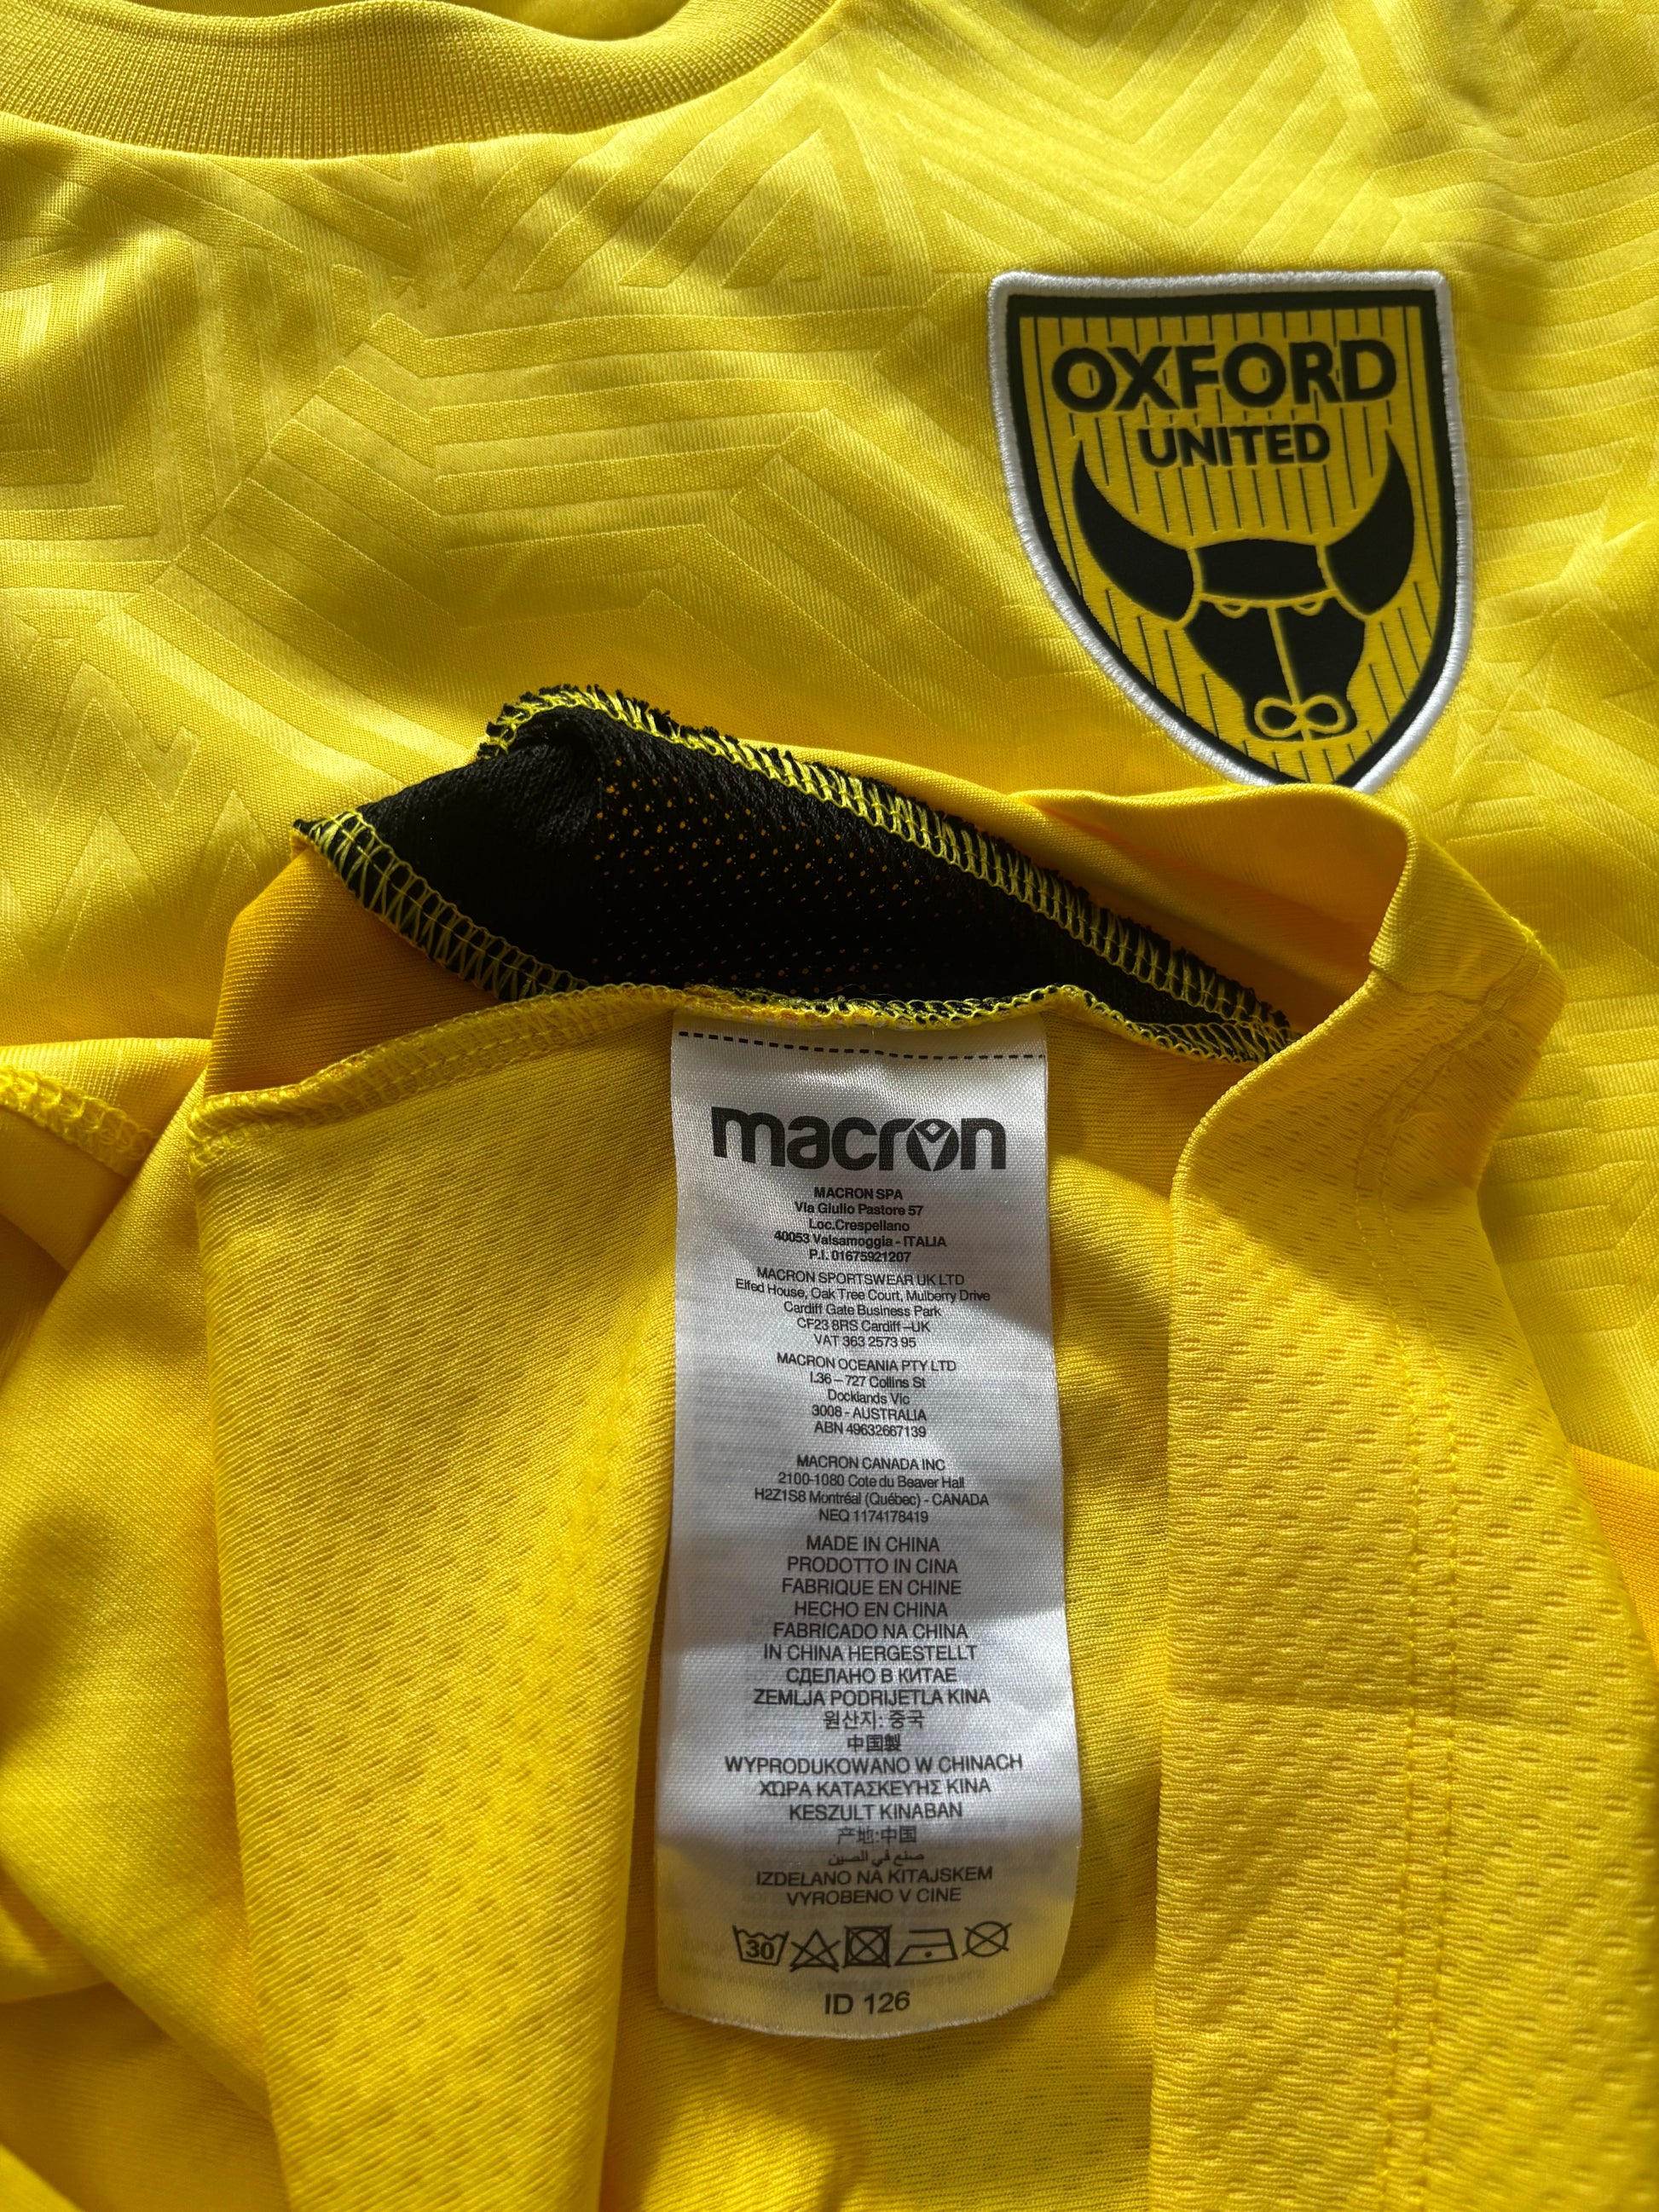 OXFORD
UNITED
macron
MACRON SPA
Via Giulio Pastore 57
Loc.Crespellano
40053 Valsamoggia - ITALIA
P.I. 01675921207
MACRON SPORTSWEAR UK LTD
Elfed House, Oak Tree Court, Mulberry Drive
Cardiff Gate Business Park
CF23 8RS Cardiff –UK
VAT 363 2573 95
MACRON OCEANIA PTY LTD
L36 – 727 Collins St
Docklands Vic
3008 - AUSTRALIA
ABN 49632667139
MACRON CANADA INC
2100-1080 Cote du Beaver Hall
H2Z1S8 Montréal (Québec) - CANADA
NEQ 1174178419
MADE IN CHINA
PRODOTTO IN CINA
FABRIQUE EN CHINE
HECHO EN CHINA
FABRICADO NA CHINA
IN CHINA HERGESTELLT
СДЕЛАНО В КИТАЕ
ZEMLJA PODRIJETLA KINA
원산지: 중국
中国製
WYPRODUKOWANO W CHINACH
ΧΩΡΑ ΚΑΤΑΣΚΕΥΗΣ ΚΙΝΑ
KESZULT KINABAN
产地:中国
صنع في الصين
IZDELANO NA KITAJSKEM
VYROBENO V CINE
30
ID 126